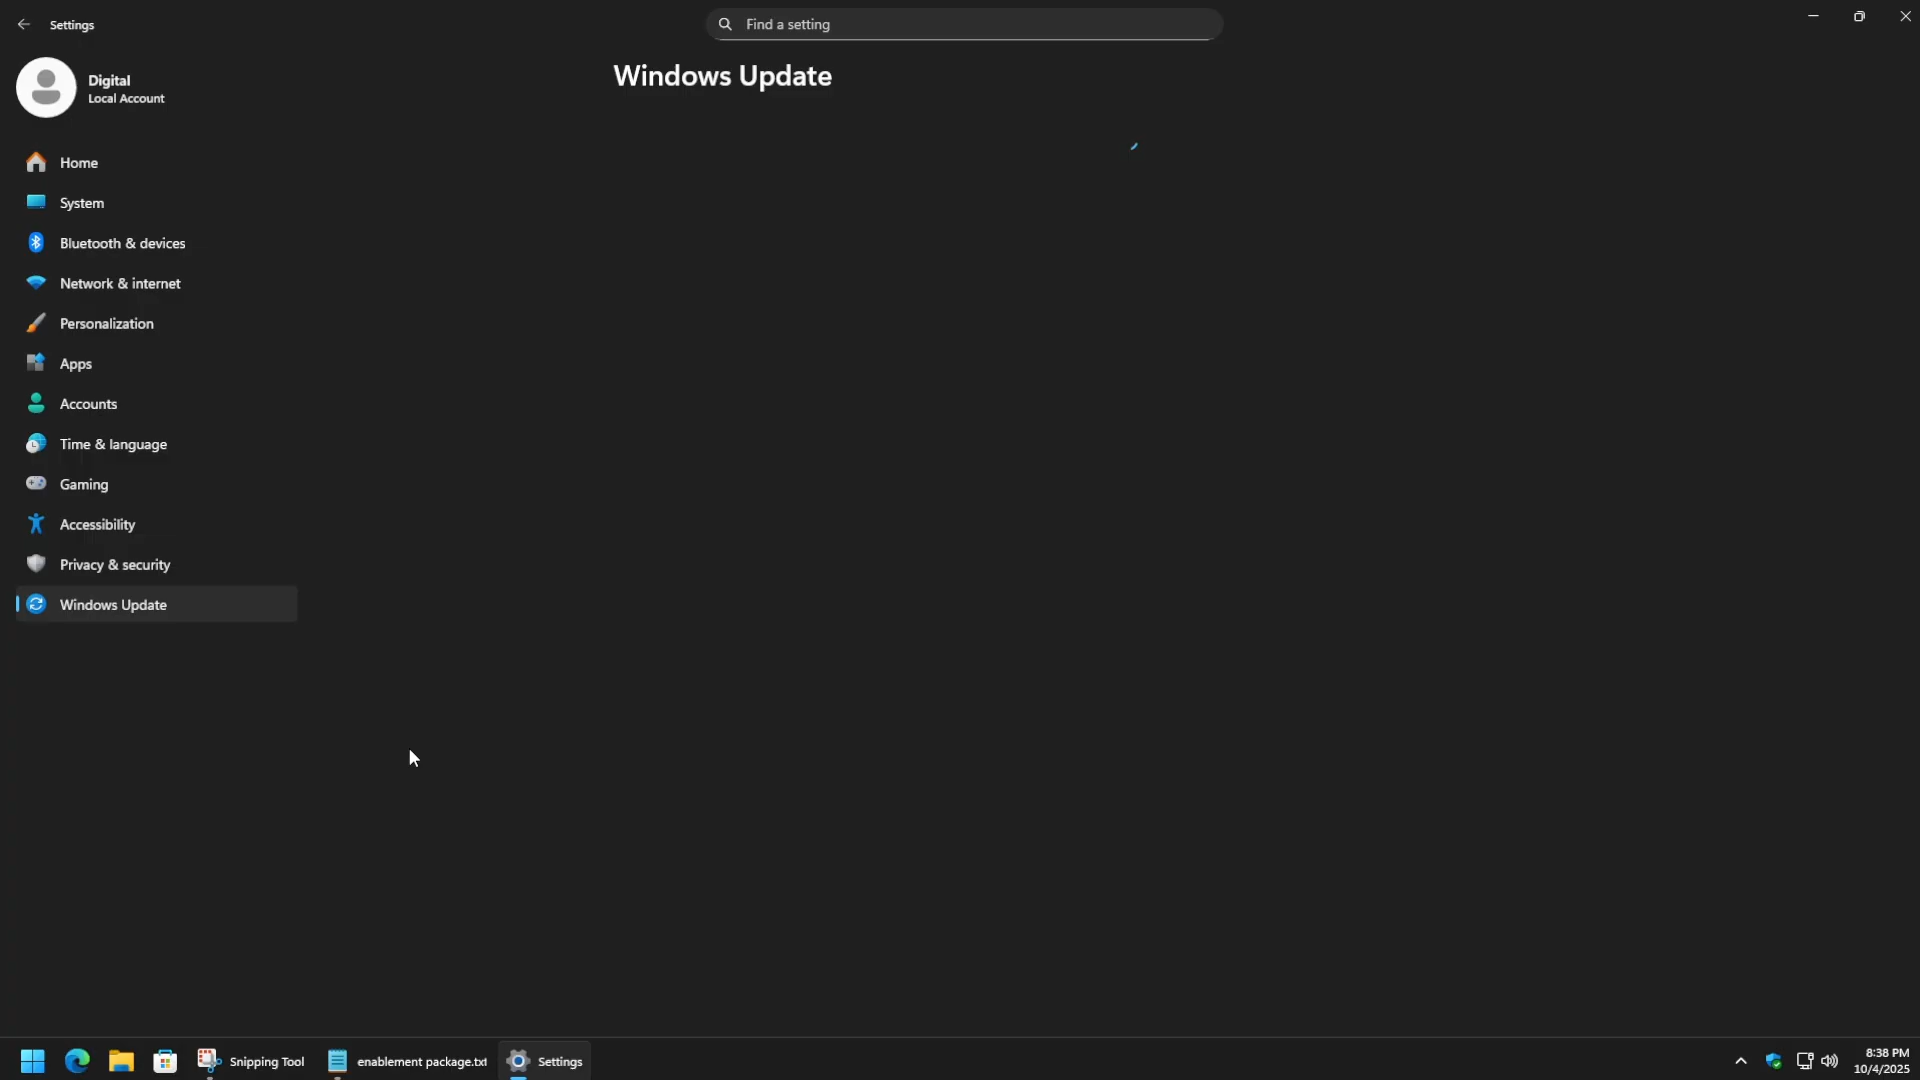 Settings
Find a setting
Digital
Local Account
Windows Update
Home
System
Bluetooth & devices
Network & internet
Personalization
Apps
Accounts
Time & language
Gaming
Accessibility
Privacy & security
Windows Update
Snipping Tool
enablement package.txt
Settings
8:38 PM
10/4/2025